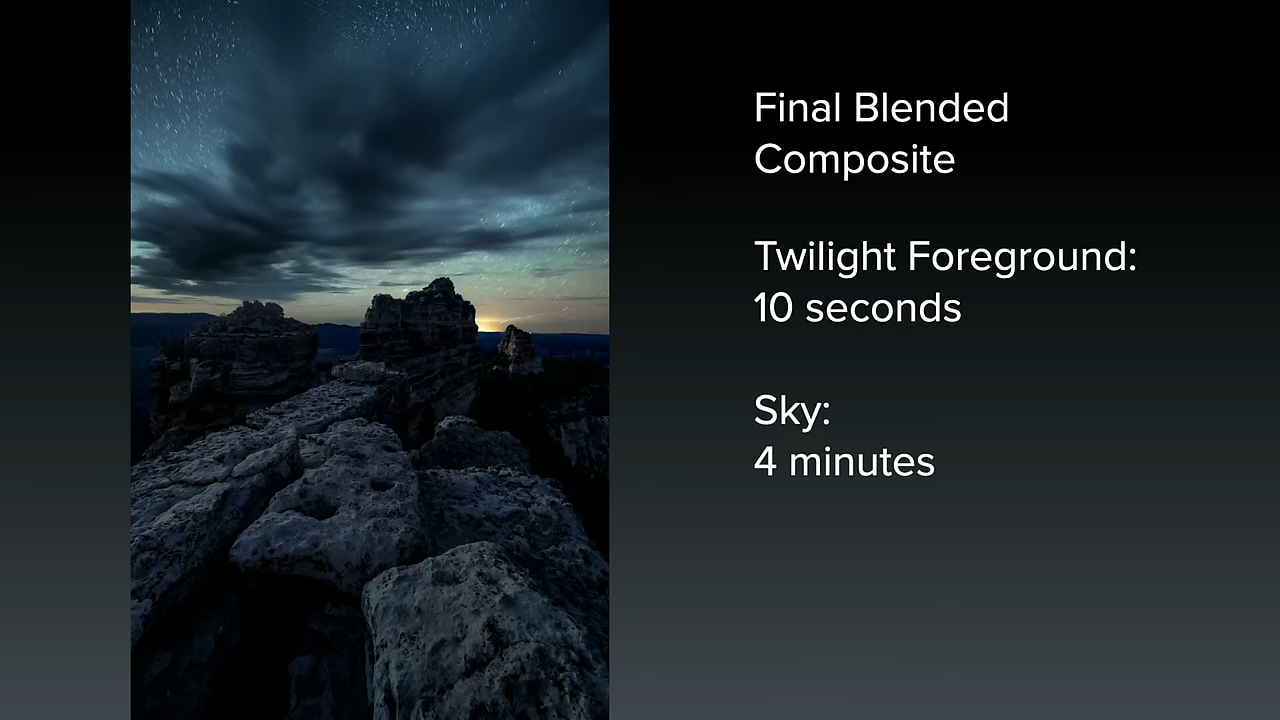 Final Blended
Composite
Twilight Foreground:
10 seconds
Sky:
4 minutes